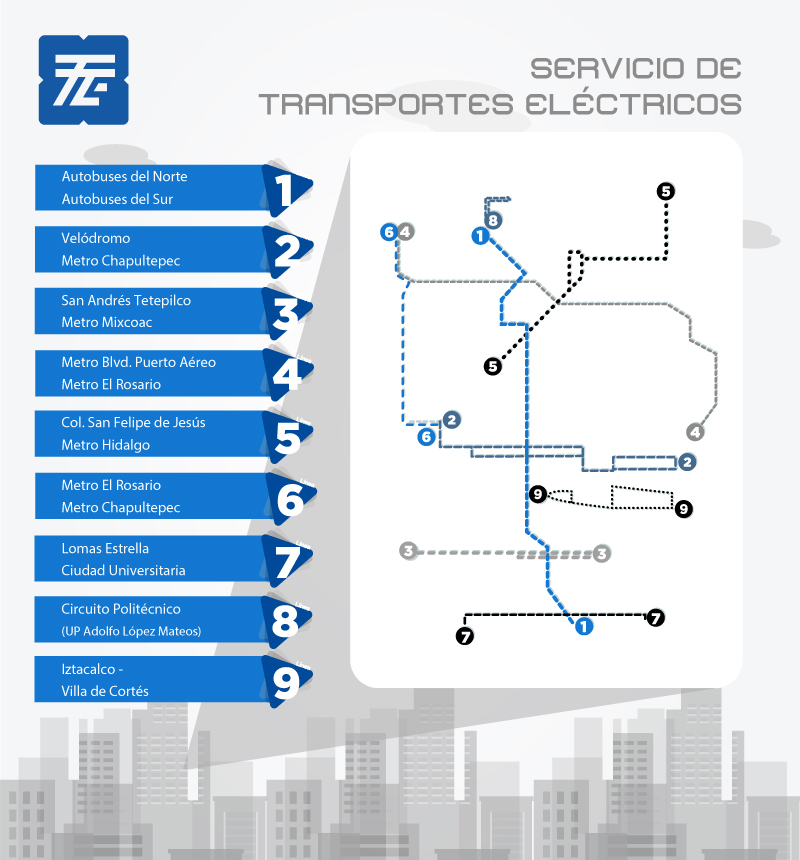 SERVICIO DE
TRANSPORTES ELÉCTRICOS
Autobuses del Norte
Autobuses del Sur
1
Velódromo
Metro Chapultepec
2
San Andrés Tetepilco
Metro Mixcoac
3
Metro Blvd. Puerto Aéreo
Metro El Rosario
4
Col. San Felipe de Jesús
Metro Hidalgo
5
Metro El Rosario
Metro Chapultepec
6
Lomas Estrella
Ciudad Universitaria
7
Circuito Politécnico
(UP Adolfo López Mateos)
8
Iztacalco -
Villa de Cortés
9
5
8
6 4
1
5
2
6
4
2
9
9
3
3
1
7
7